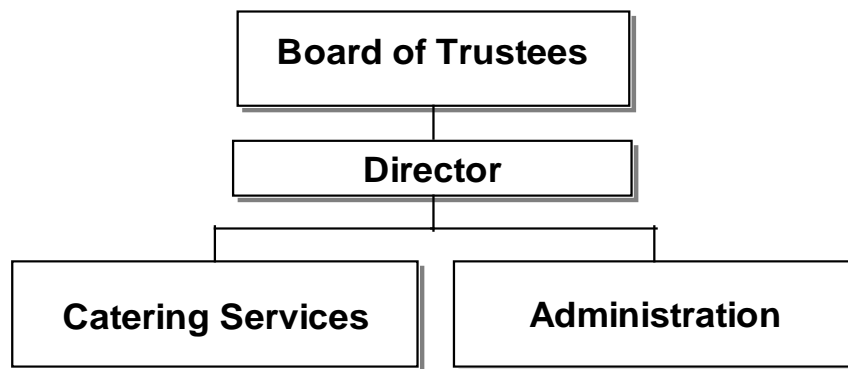 Board of Trustees
Director
Catering Services
Administration